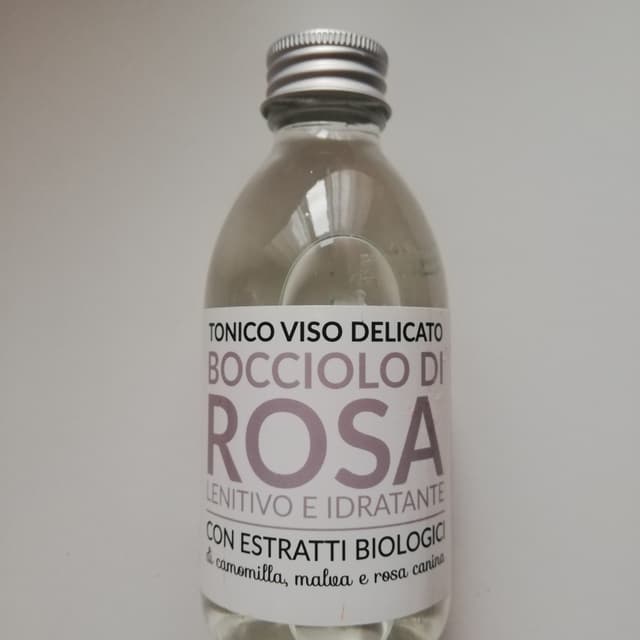 TONICO VISO DELICATO
BOCCIOLO DI
ROSA
LENITIVO E IDRATANTE
CON ESTRATTI BIOLOGICI
di camomilla, malva e rosa canina